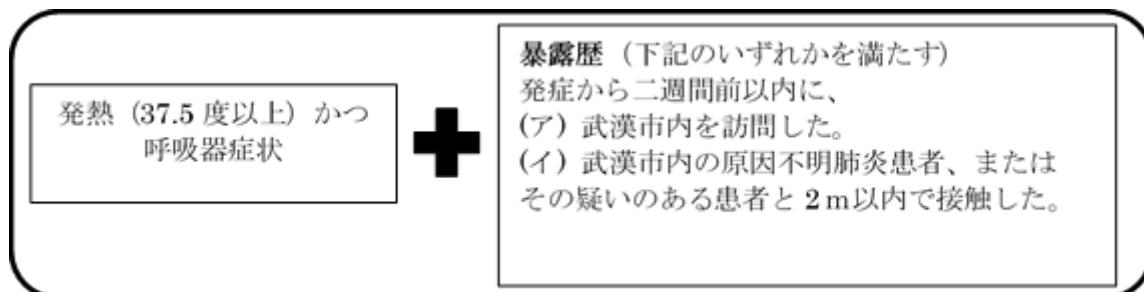 発熱（37.5 度以上）かつ
呼吸器症状
暴露歴（下記のいずれかを満たす）
発症から二週間前以内に、
(ア) 武漢市内を訪問した。
(イ) 武漢市内の原因不明肺炎患者、または
その疑いのある患者と 2 m以内で接触した。